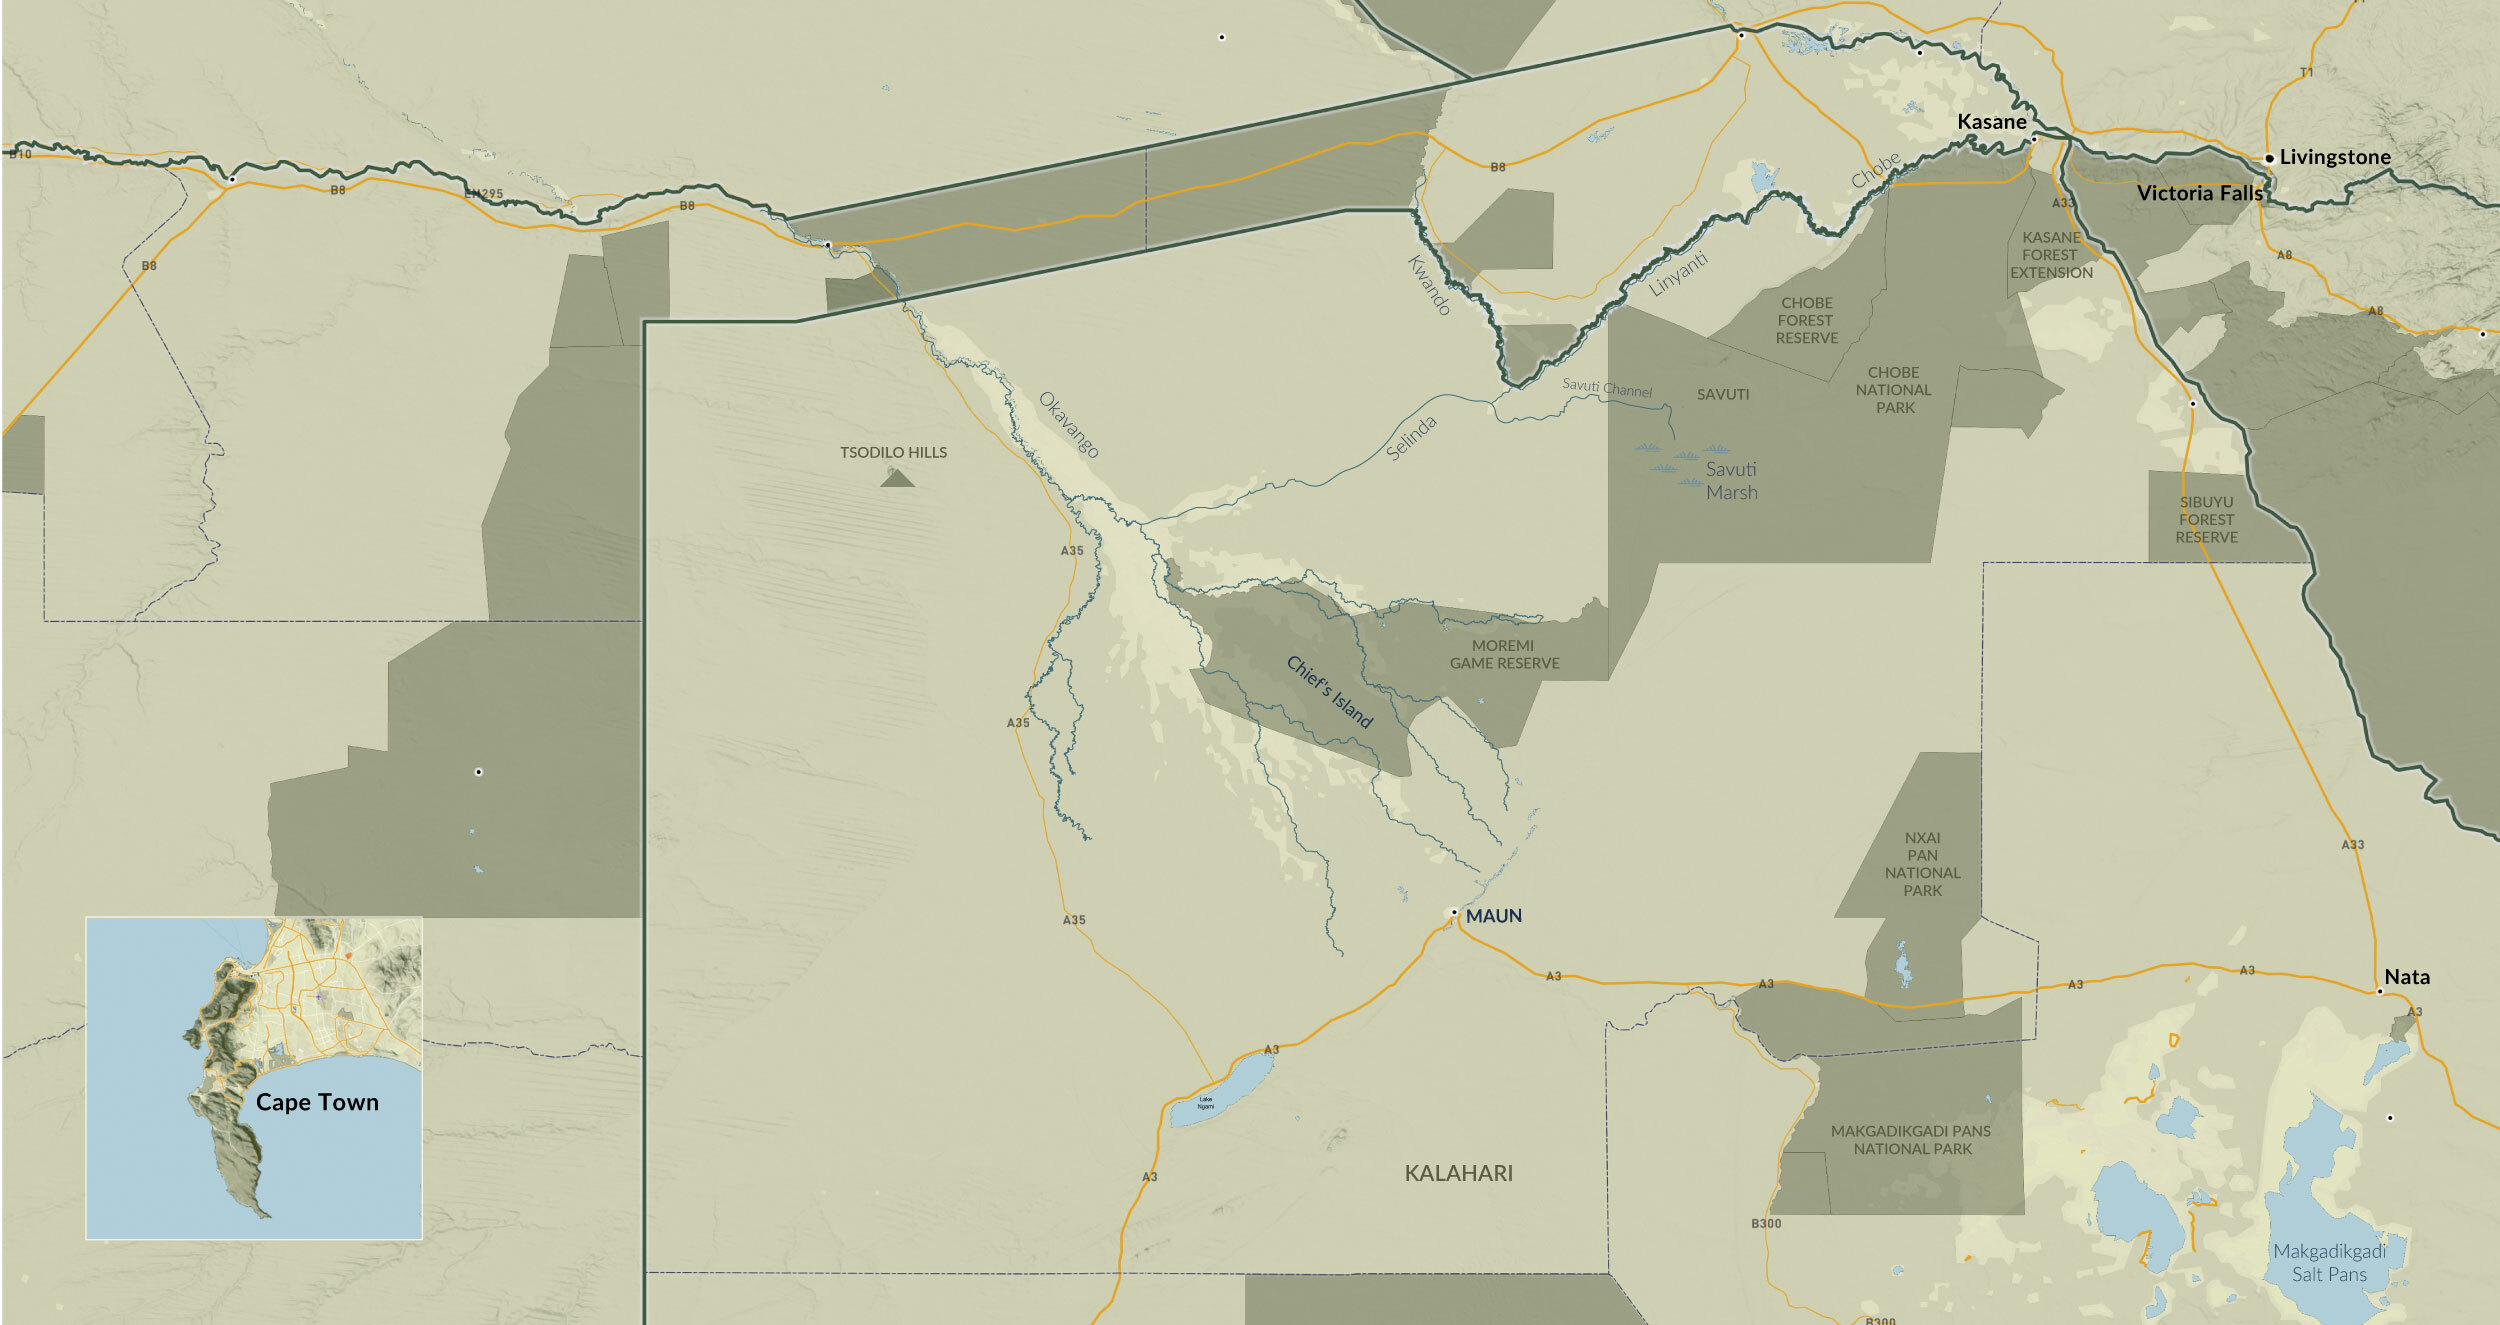 T1
T1
Kasane
B10
Livingstone
B8
EN295
B8
B8
Chobe
Victoria Falls
A33
B8
KASANE
FOREST
EXTENSION
A8
Kwando
Linyanti
CHOBE
FOREST
RESERVE
A8
Savuti Channel
SAVUTI
CHOBE
NATIONAL
PARK
Okavango
Selinda
TSODILO HILLS
Savuti
Marsh
SIBUYU
FOREST
RESERVE
A35
MOREMI
GAME RESERVE
Chief's Island
A35
NXAI
PAN
NATIONAL
PARK
A33
A35
MAUN
A3
A3
A3
A3
Nata
A3
A3
Lake
Ngami
Cape Town
MAKGADIKGADI PANS
NATIONAL PARK
KALAHARI
A3
B300
Makgadikgadi
Salt Pans
B300